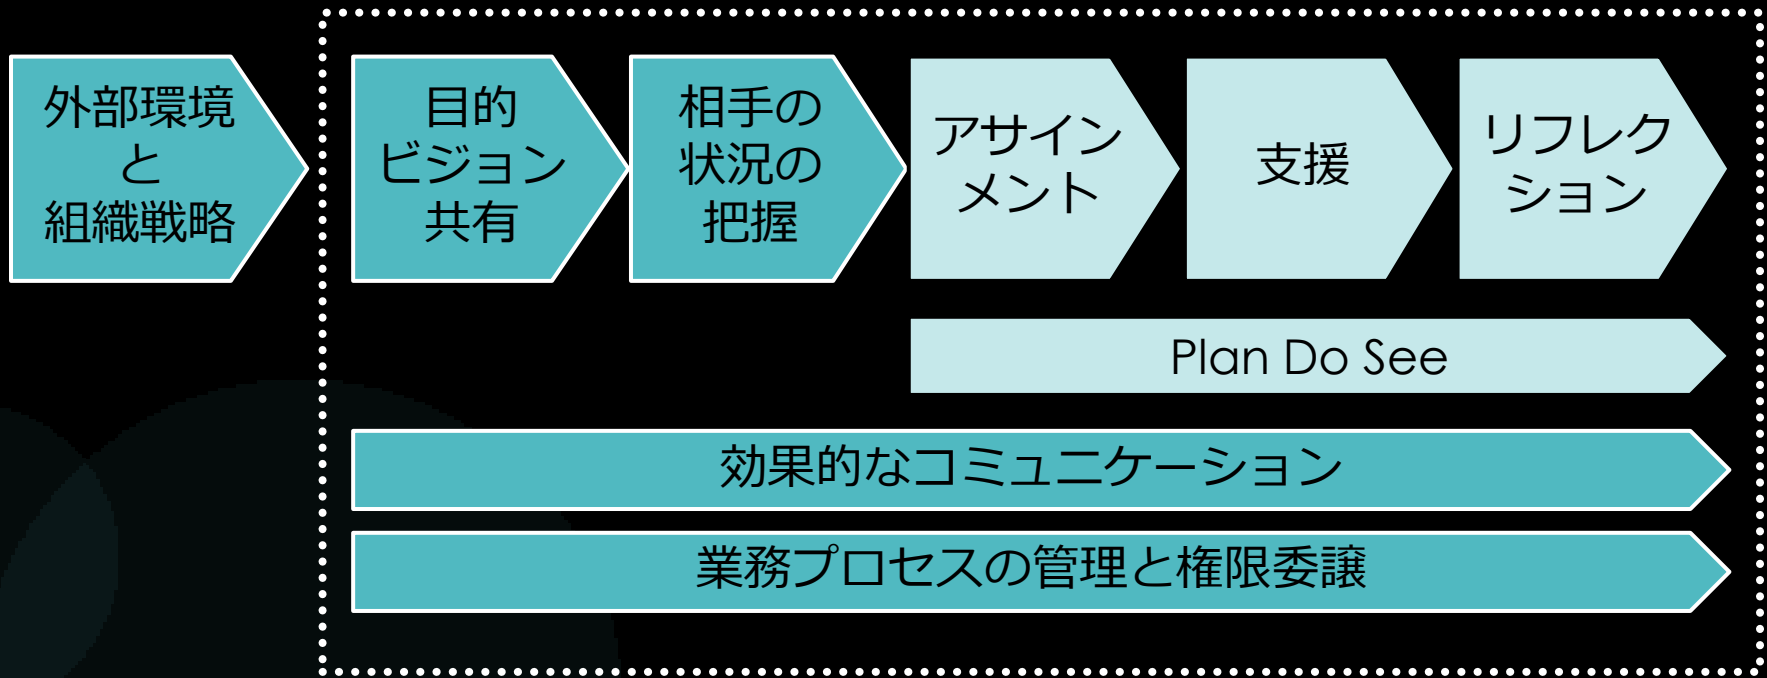 外部環境
と
組織戦略
目的
ビジョン
共有
相手の
状況の
把握
アサイン
メント
支援
リフレク
ション
Plan Do See
効果的なコミュニケーション
業務プロセスの管理と権限委譲